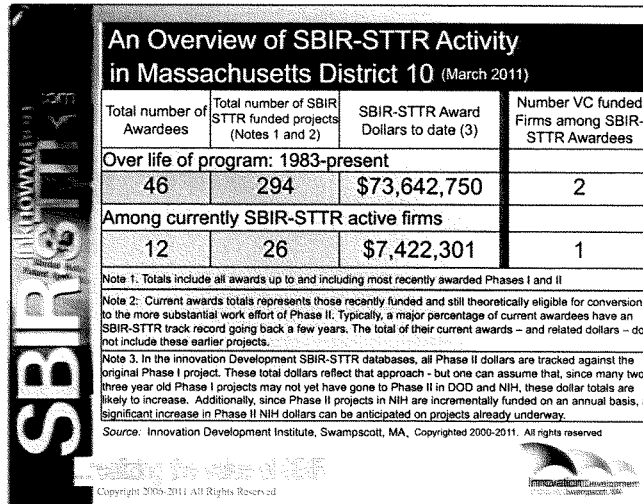 An Overview of SBIR-STTR Activity
in Massachusetts District 10 (March 2011)
Total number of
Awardees
Total number of SBIR
STTR funded projects
(Notes 1 and 2)
SBIR-STTR Award
Dollars to date (3)
Number VC funded
Firms among SBIR-
STTR Awardees
Over life of program: 1983-present
46 294 $73,642,750 2
Among currently SBIR-STTR active firms
12 26 $7,422,301 1
Note 1. Totals include all awards up to and including most recently awarded Phases I and II
Note 2: Current awards totals represents those recently funded and still theoretically eligible for conversion
to the more substantial work effort of Phase II. Typically, a major percentage of current awardees have an
SBIR-STTR track record going back a few years. The total of their current awards – and related dollars – do
not include these earlier projects.
Note 3. In the innovation Development SBIR-STTR databases, all Phase II dollars are tracked against the
original Phase I project. These total dollars reflect that approach - but one can assume that, since many two
three year old Phase I projects may not yet have gone to Phase II in DOD and NIH, these dollar totals are
likely to increase. Additionally, since Phase II projects in NIH are incrementally funded on an annual basis,
significant increase in Phase II NIH dollars can be anticipated on projects already underway.
Source: Innovation Development Institute, Swampscott, MA, Copyrighted 2000-2011. All rights reserved
SBIR
Copyright 2005-2011 All Rights Reserved
Innovation Development
Swampscott, MA